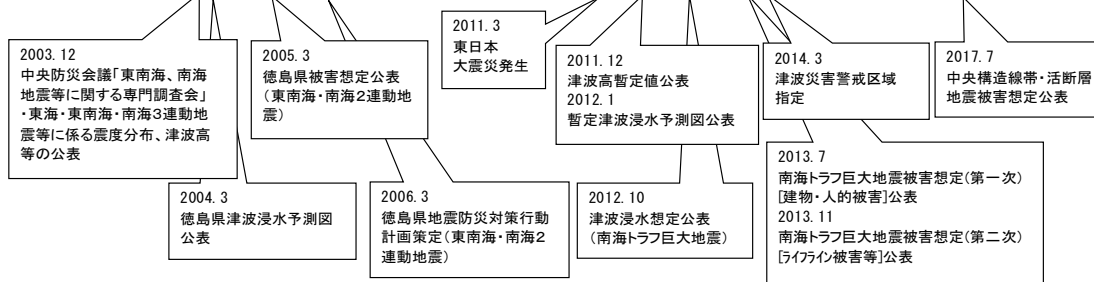 2003. 12
中央防災会議「東南海、南海
地震等に関する専門調査会」
・東海・東南海・南海3連動地
震等に係る震度分布、津波高
等の公表
2004. 3
徳島県津波浸水予測図
公表
2005. 3
徳島県被害想定公表
（東南海・南海２連動地
震）
2006. 3
徳島県地震防災対策行動
計画策定（東南海・南海２
連動地震）
2011. 3
東日本
大震災発生
2011. 12
津波高暫定値公表
2012. 1
暫定津波浸水予測図公表
2012. 10
津波浸水想定公表
（南海トラフ巨大地震）
2014. 3
津波災害警戒区域
指定
2013. 7
南海トラフ巨大地震被害想定（第一次）
[建物・人的被害]公表
2013. 11
南海トラフ巨大地震被害想定（第二次）
[ﾗｲﾌﾗｲﾝ被害等]公表
2017. 7
中央構造線帯・活断層
地震被害想定公表